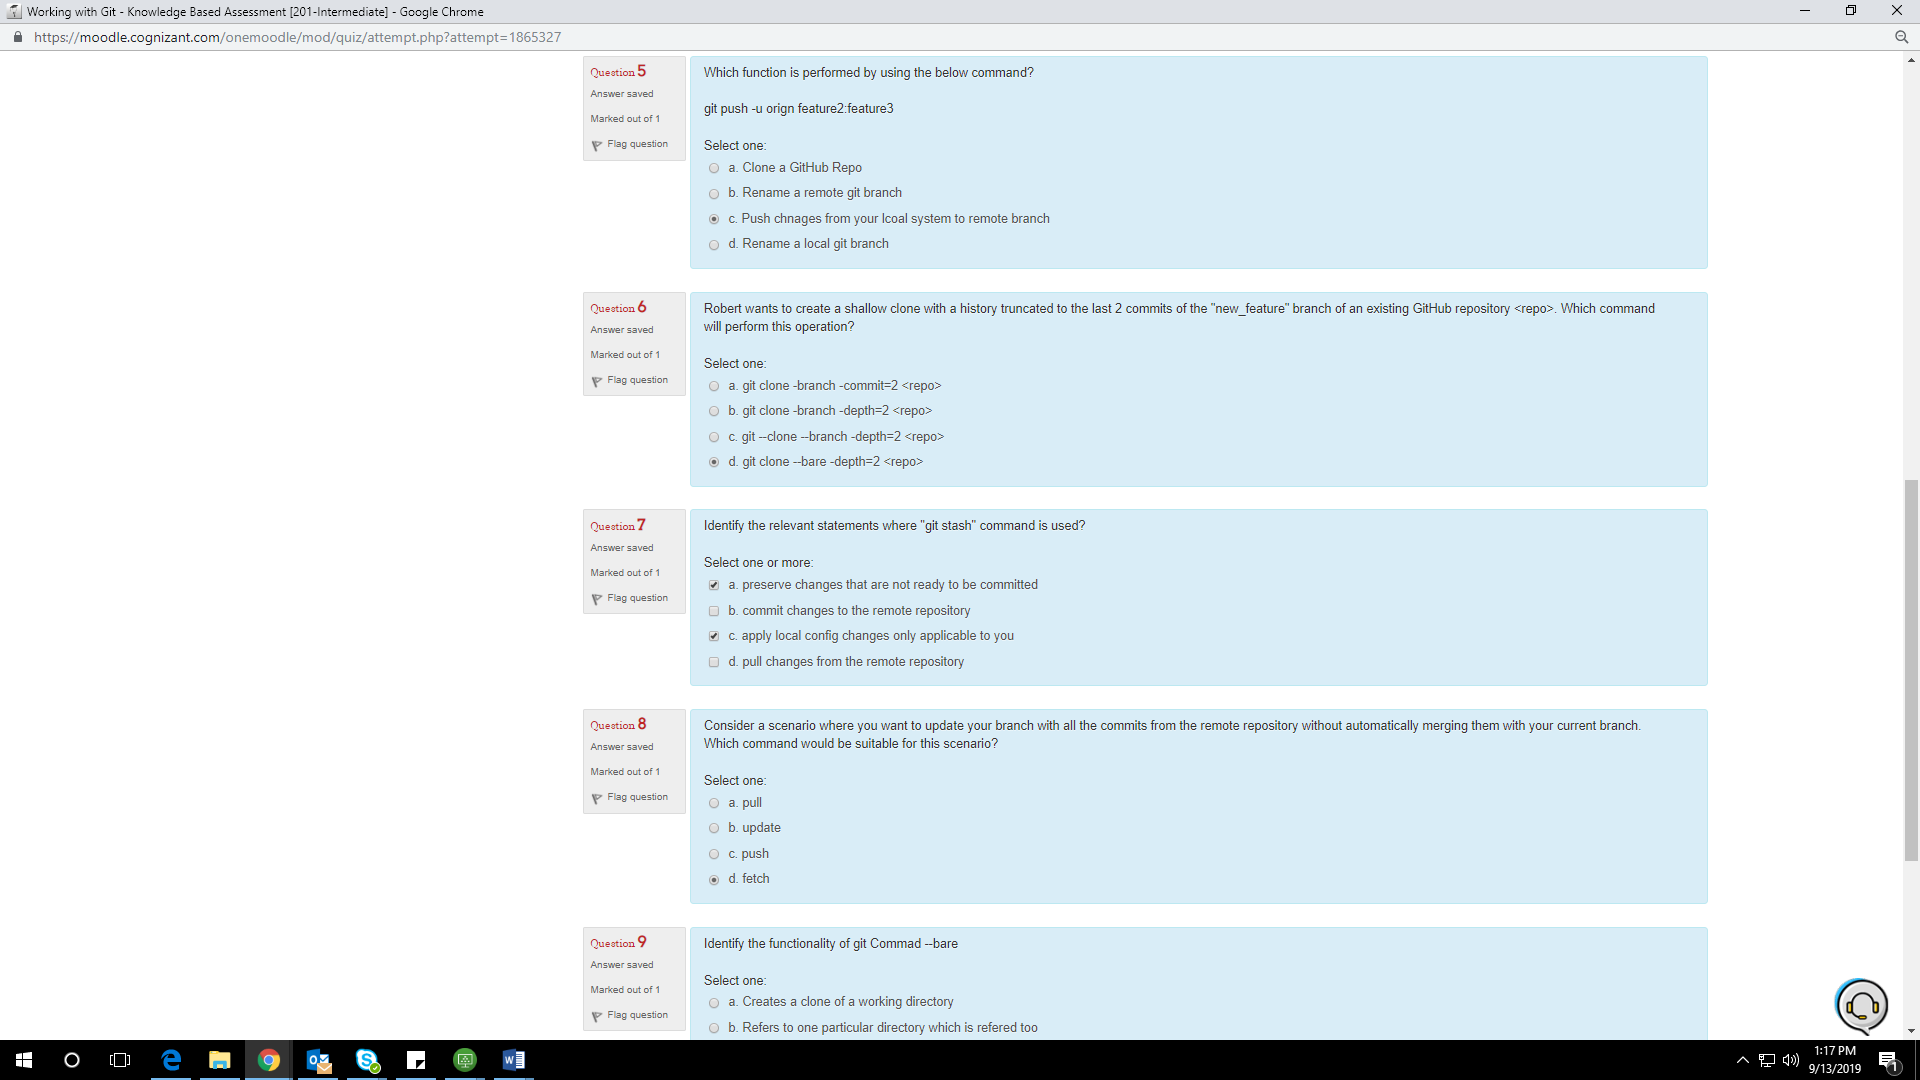 Working with Git - Knowledge Based Assessment [201-Intermediate] - Google Chrome
https://moodle.cognizant.com/onemoodle/mod/quiz/attempt.php?attempt=1865327
Question 5
Answer saved
Marked out of 1
Flag question
Which function is performed by using the below command?
git push -u orign feature2:feature3
Select one:
a. Clone a GitHub Repo
b. Rename a remote git branch
c. Push chnages from your lcoal system to remote branch
d. Rename a local git branch
Question 6
Answer saved
Marked out of 1
Flag question
Robert wants to create a shallow clone with a history truncated to the last 2 commits of the "new_feature" branch of an existing GitHub repository <repo>. Which command
will perform this operation?
Select one:
a. git clone -branch -commit=2 <repo>
b. git clone -branch -depth=2 <repo>
c. git --clone --branch -depth=2 <repo>
d. git clone --bare -depth=2 <repo>
Question 7
Answer saved
Marked out of 1
Flag question
Identify the relevant statements where "git stash" command is used?
Select one or more:
a. preserve changes that are not ready to be committed
b. commit changes to the remote repository
c. apply local config changes only applicable to you
d. pull changes from the remote repository
Question 8
Answer saved
Marked out of 1
Flag question
Consider a scenario where you want to update your branch with all the commits from the remote repository without automatically merging them with your current branch.
Which command would be suitable for this scenario?
Select one:
a. pull
b. update
c. push
d. fetch
Question 9
Answer saved
Marked out of 1
Flag question
Identify the functionality of git Commad --bare
Select one:
a. Creates a clone of a working directory
b. Refers to one particular directory which is refered too
1:17 PM
9/13/2019
1